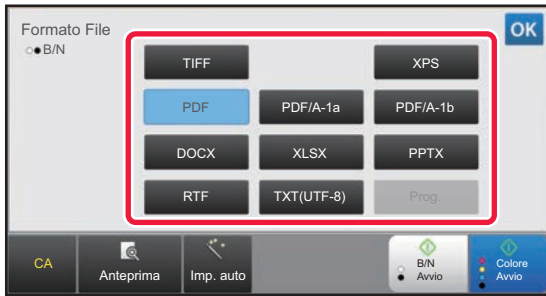 Formato File
OK
B/N
TIFF XPS
PDF PDF/A-1a PDF/A-1b
DOCX XLSX PPTX
RTF TXT(UTF-8) Prog.
CA
Anteprima
Imp. auto
B/N
Avvio
Colore
Avvio